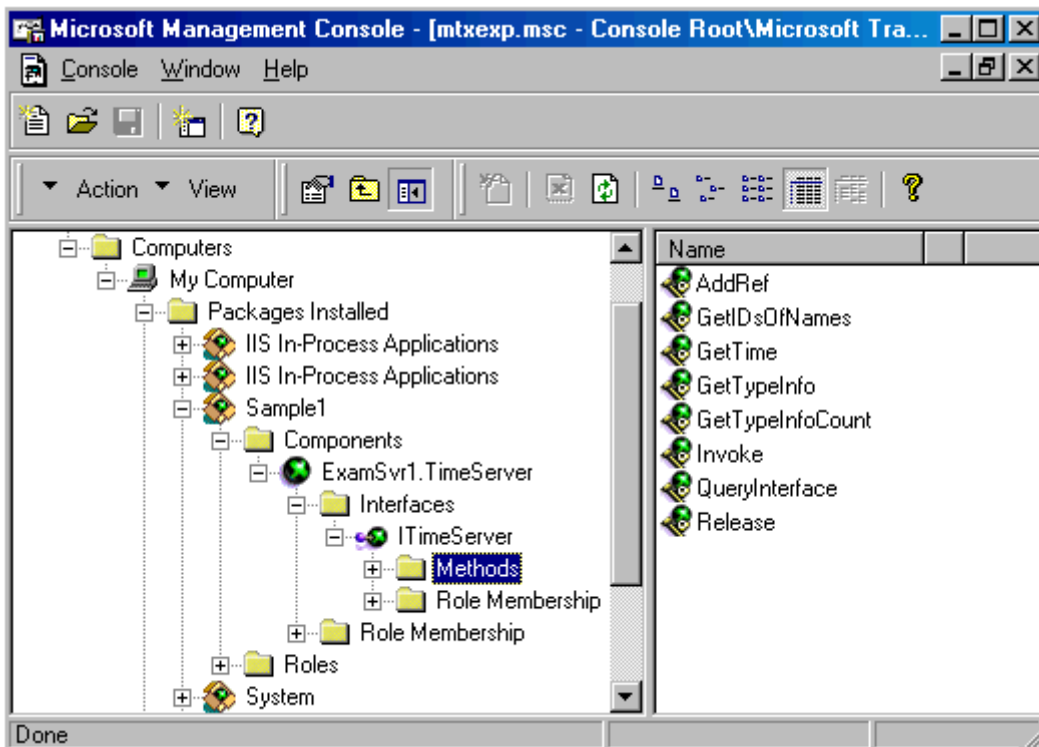 Microsoft Management Console - [mtxexp.msc - Console Root\Microsoft Tra...
Console Window Help
Action View
Computers
My Computer
Packages Installed
IIS In-Process Applications
IIS In-Process Applications
Sample1
Components
ExamSvr1.TimeServer
Interfaces
ITimeServer
Methods
Role Membership
Role Membership
Roles
System
Name
AddRef
GetIDsOfNames
GetTime
GetTypeInfo
GetTypeInfoCount
Invoke
QueryInterface
Release
Done